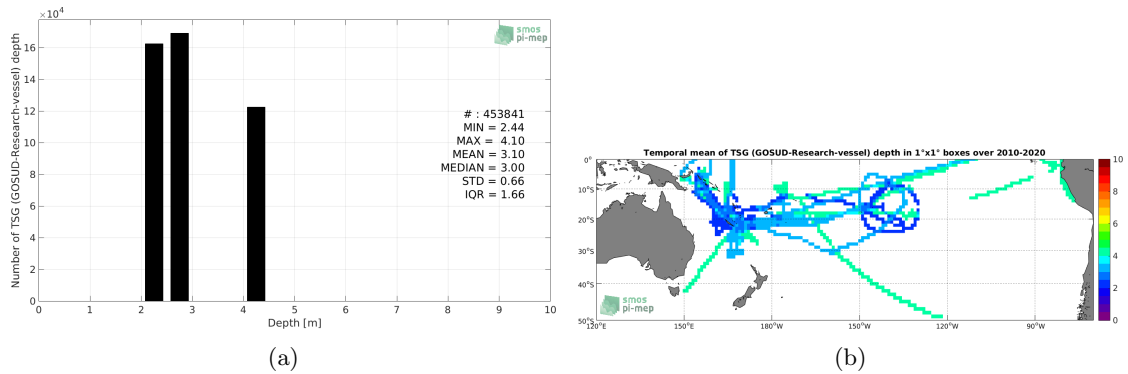 ×10⁴
16
14
12
10
8
6
4
2
0
Number of TSG (GOSUD-Research-vessel) depth
0 1 2 3 4 5 6 7 8 9 10
Depth [m]
smos
pi-mep
# : 453841
MIN = 2.44
MAX = 4.10
MEAN = 3.10
MEDIAN = 3.00
STD = 0.66
IQR = 1.66
(a)
Temporal mean of TSG (GOSUD-Research-vessel) depth in 1°x1° boxes over 2010-2020
0°
10°S
20°S
30°S
40°S
50°S
120°E 150°E 180°W 150°W 120°W 90°W
smos
pi-mep
10
8
6
4
2
0
(b)